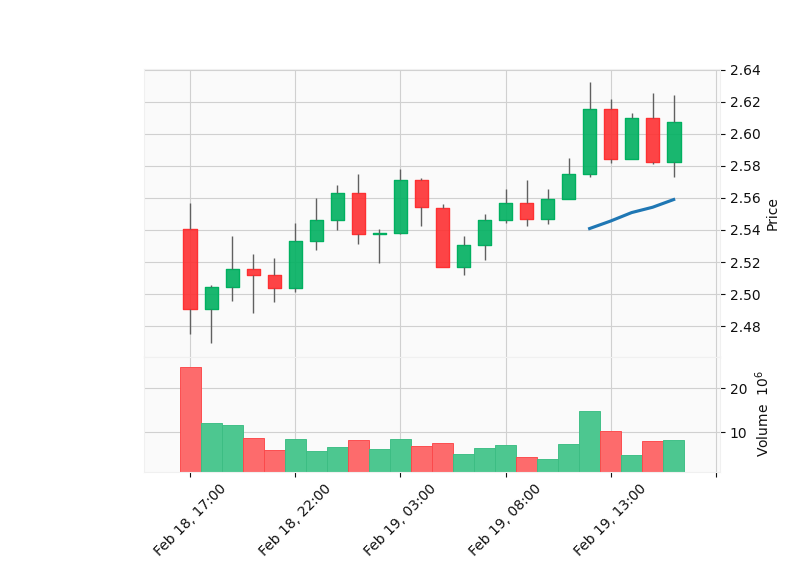 2.64
2.62
2.60
2.58
2.56
2.54
2.52
2.50
2.48
Price
20
10
Volume 10^6
Feb 18, 17:00
Feb 18, 22:00
Feb 19, 03:00
Feb 19, 08:00
Feb 19, 13:00